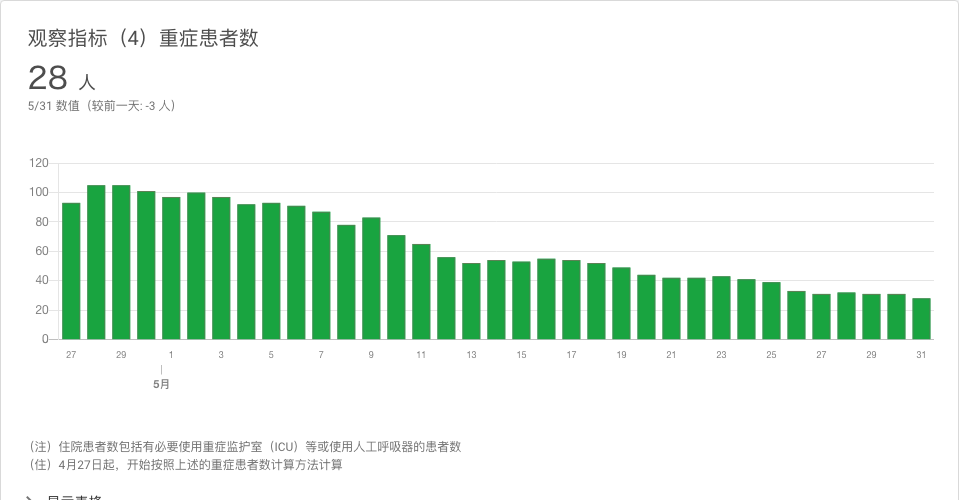 观察指标（4）重症患者数
28 人
5/31 数值（较前一天: -3 人）
120
100
80
60
40
20
0
27 29 1 3 5 7 9 11 13 15 17 19 21 23 25 27 29 31
5月
（注）住院患者数包括有必要使用重症监护室（ICU）等或使用人工呼吸器的患者数
（住）4月27日起，开始按照上述的重症患者数计算方法计算
显示表格